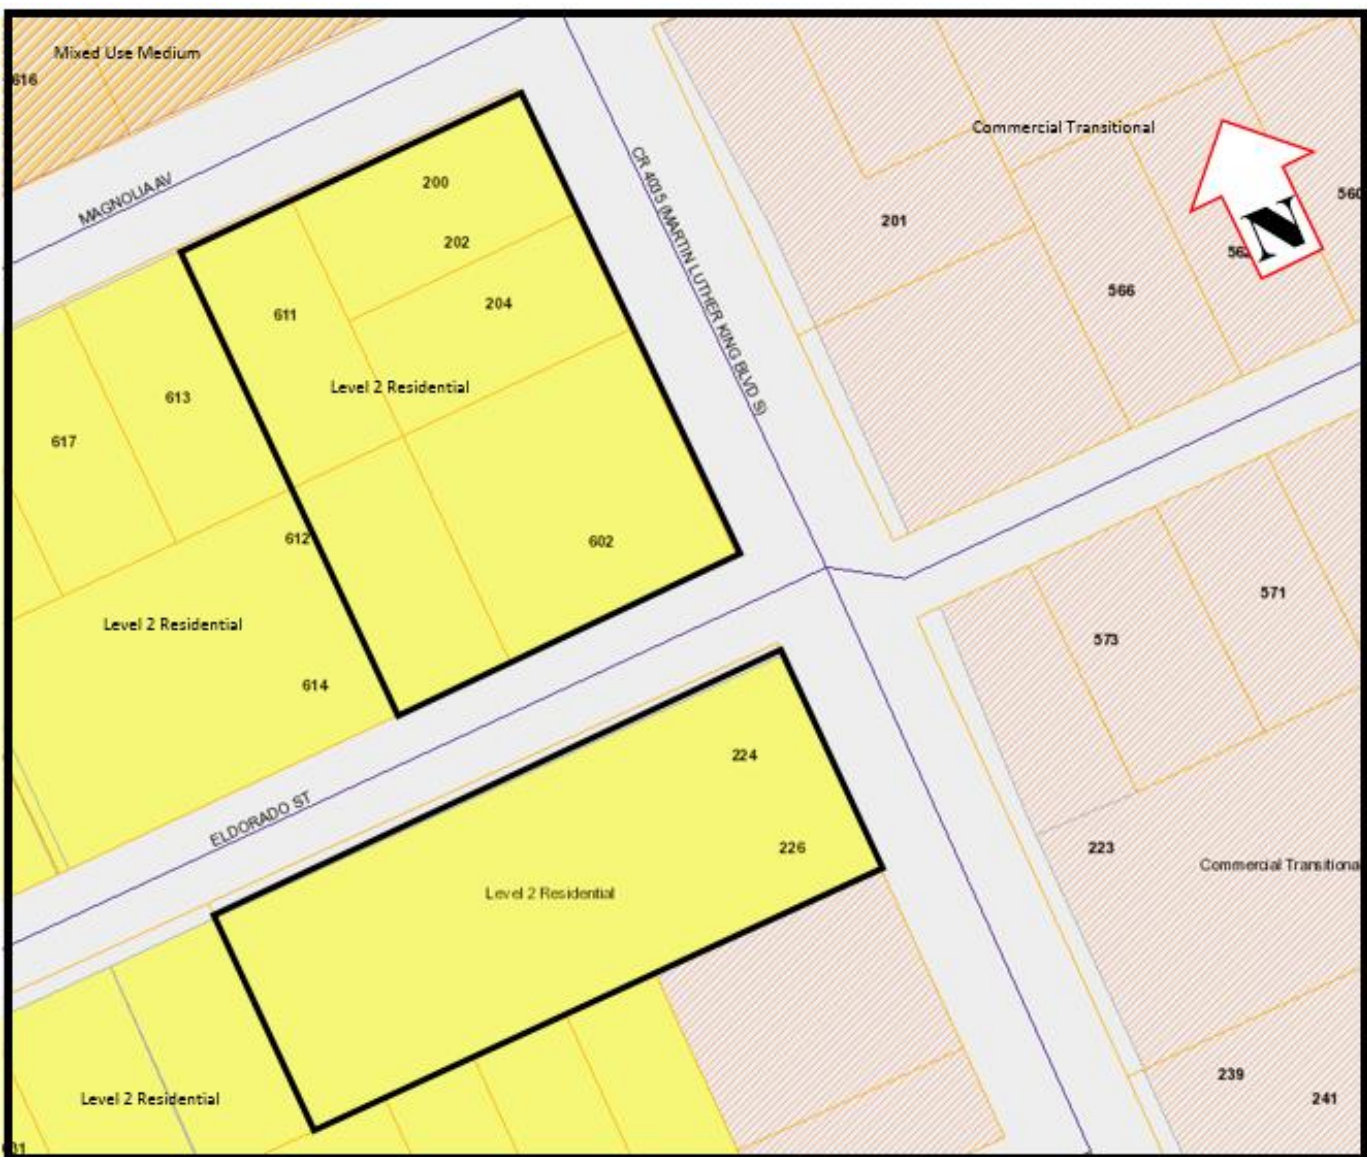 Mixed Use Medium
616
MAGNOLIA AV
CR 4035 (MARTIN LUTHER KING BLVD S)
Commercial Transitional
N
200
202
204
201
560
566
611
Level 2 Residential
613
617
612
602
571
573
Level 2 Residential
614
ELDORADO ST
224
226
223
Commercial Transitiona
Level 2 Residential
239
241
Level 2 Residential